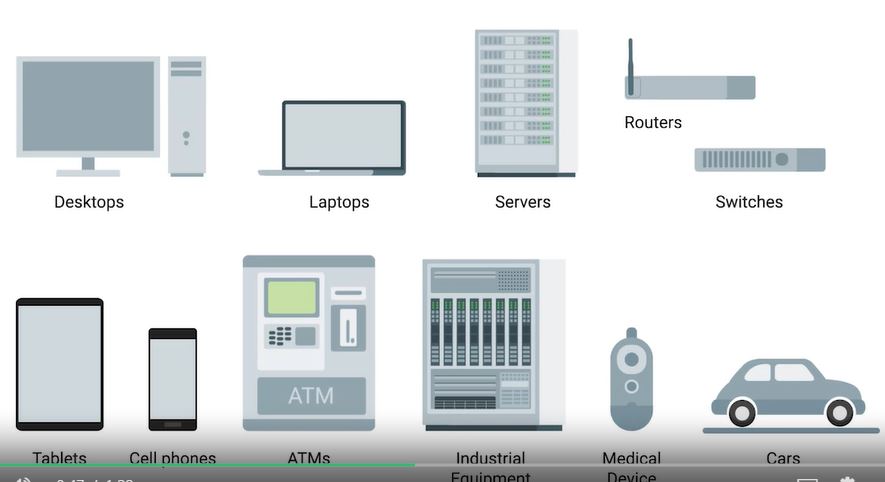 Routers
Desktops
Laptops
Servers
Switches
ATM
Tablets
Cell phones
ATMs
Industrial
Equipment
Medical
Device
Cars